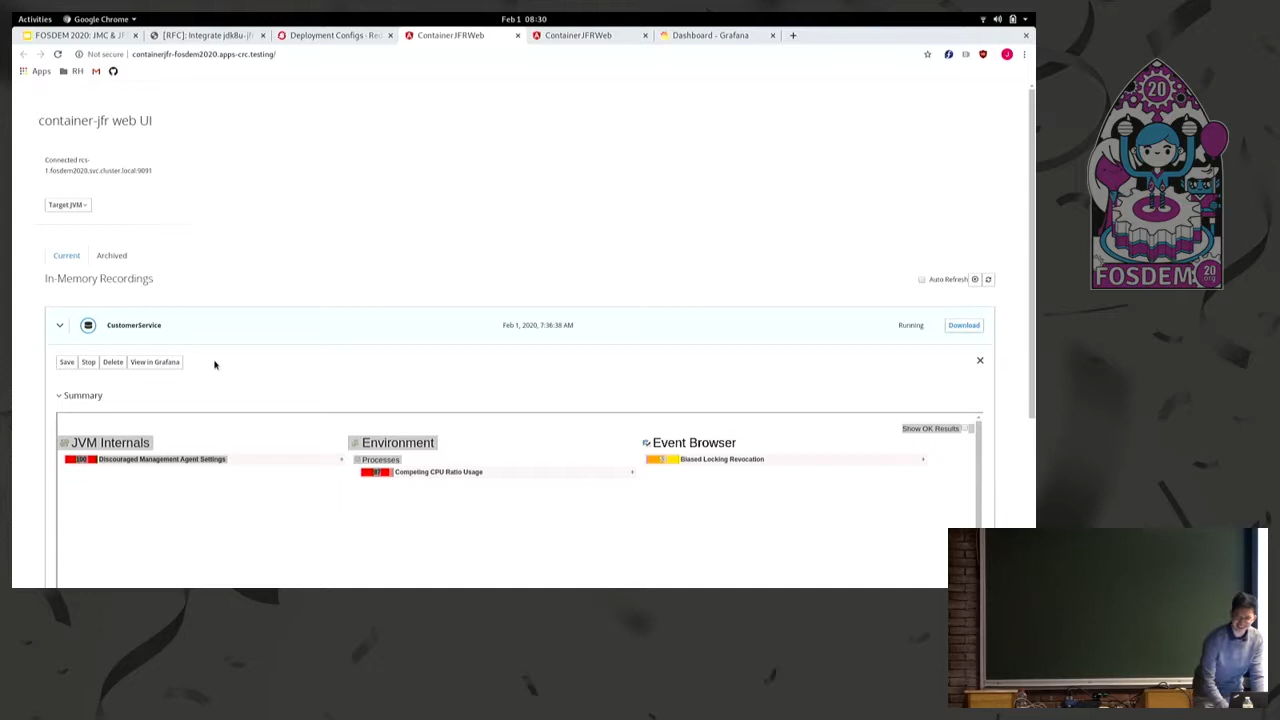 Activities Google Chrome Feb 1 08:30
FOSDEM 2020: JMC & JF [RFC]: Integrate jdk8u-jf Deployment Configs - Red ContainerJFRWeb ContainerJFRWeb Dashboard - Grafana
Not secure containerjfr-fosdem2020.apps-crc.testing/ J
Apps RH
container-jfr web UI
Connected rcs-
1.fosdem2020.svc.cluster.local:9091
Target JVM
Current Archived
In-Memory Recordings Auto Refresh
CustomerService Feb 1, 2020, 7:36:38 AM Running Download
Save Stop Delete View in Grafana
Summary
Show OK Results
JVM Internals Environment Event Browser
100 Discouraged Management Agent Settings Processes Biased Locking Revocation
Competing CPU Ratio Usage
20
FOSDEM 20
.org